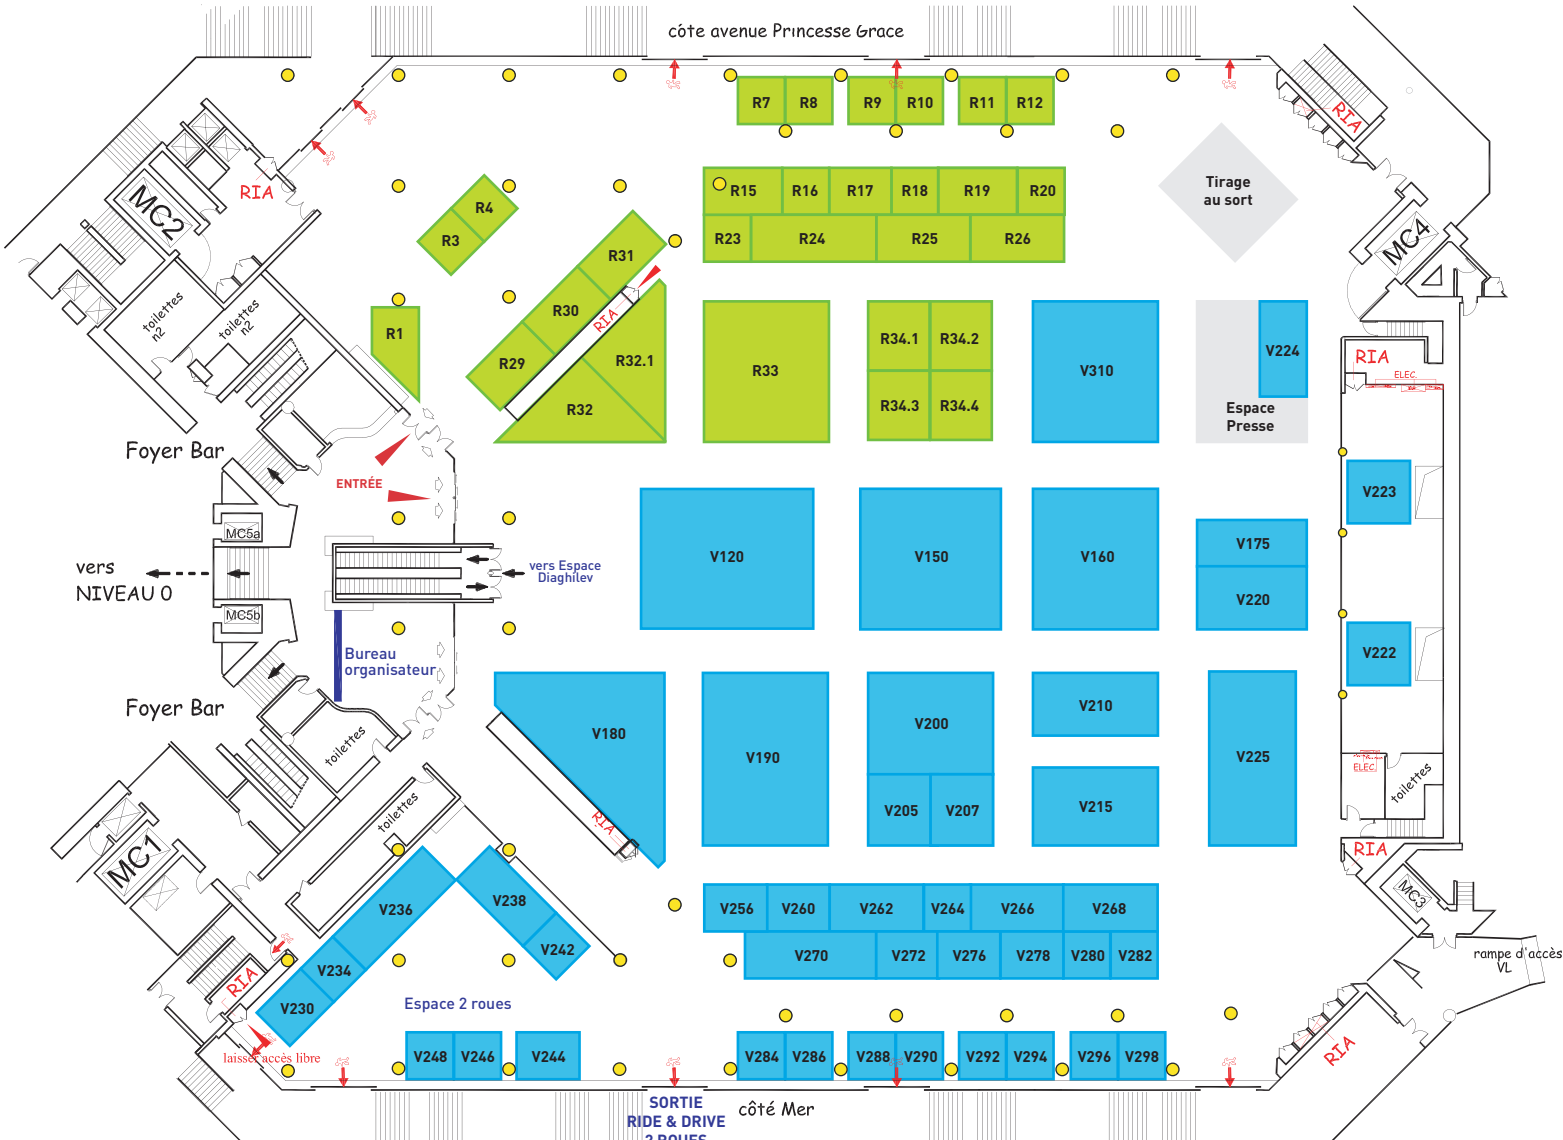 côte avenue Princesse Grace
R7 R8 R9 R10 R11 R12
RIA
RIA
MC2
R15 R16 R17 R18 R19 R20
R23 R24 R25 R26
R4
R3
Tirage
au sort
MC4
R31
R30
R29
RIA
R32.1
R32
R1
toilettes
n2
toilettes
n2
R33
R34.1 R34.2
R34.3 R34.4
V310
V224
Espace
Presse
RIA
ELEC.
Foyer Bar
ENTRÉE
V223
MC5a
vers
NIVEAU 0
MC5b
vers Espace
Diaghilev
V120
V150
V160
V175
V220
Bureau
organisateur
V222
Foyer Bar
toilettes
V180
V190
V200
V205 V207
V210
V215
V225
RIA
ELEC.
toilettes
RIA
toilettes
MC1
MC3
V236
V234
V230
V238
V242
V256 V260 V262 V264 V266 V268
V270 V272 V276 V278 V280 V282
rampe d'accès
VL
RIA
Espace 2 roues
laisser accès libre
V248 V246 V244
V284 V286 V288 V290 V292 V294 V296 V298
RIA
SORTIE
RIDE & DRIVE
2 ROUES
côté Mer